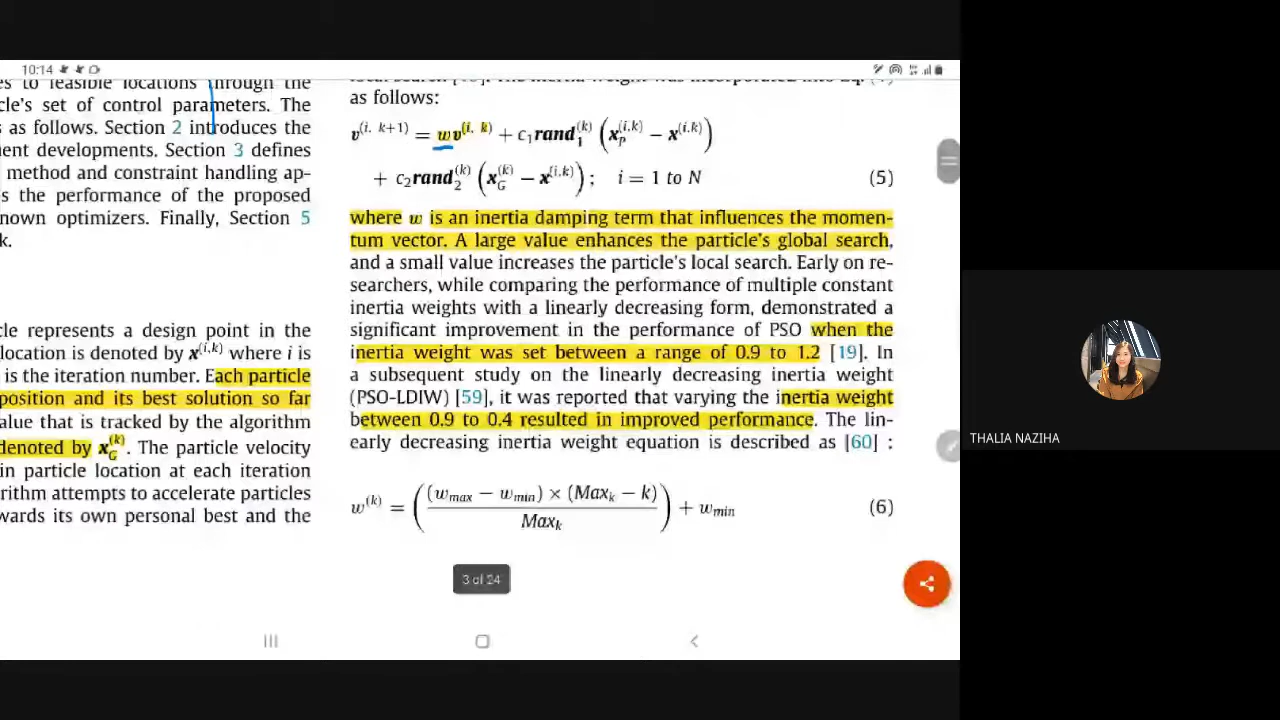 10:14
es to feasible locations through the
cle's set of control parameters. The
s as follows. Section 2 introduces the
uent developments. Section 3 defines
method and constraint handling ap-
es the performance of the proposed
nown optimizers. Finally, Section 5
k.
cle represents a design point in the
location is denoted by x^(i,k) where i is
is the iteration number. Each particle
position and its best solution so far
alue that is tracked by the algorithm
denoted by x_G^(k). The particle velocity
in particle location at each iteration
rithm attempts to accelerate particles
wards its own personal best and the
as follows:
v^(i, k+1) = wv^(i, k) + c_1rand_1^(k) (x_P^(i,k) − x^(i,k))
+ c_2rand_2^(k) (x_G^(k) − x^(i,k)); i = 1 to N (5)
where w is an inertia damping term that influences the momen-
tum vector. A large value enhances the particle's global search,
and a small value increases the particle's local search. Early on re-
searchers, while comparing the performance of multiple constant
inertia weights with a linearly decreasing form, demonstrated a
significant improvement in the performance of PSO when the
inertia weight was set between a range of 0.9 to 1.2 [19]. In
a subsequent study on the linearly decreasing inertia weight
(PSO-LDIW) [59], it was reported that varying the inertia weight
between 0.9 to 0.4 resulted in improved performance. The lin-
early decreasing inertia weight equation is described as [60] :
w^(k) = ((w_max − w_min) × (Max_k − k) / Max_k) + w_min (6)
3 of 24
THALIA NAZIHA